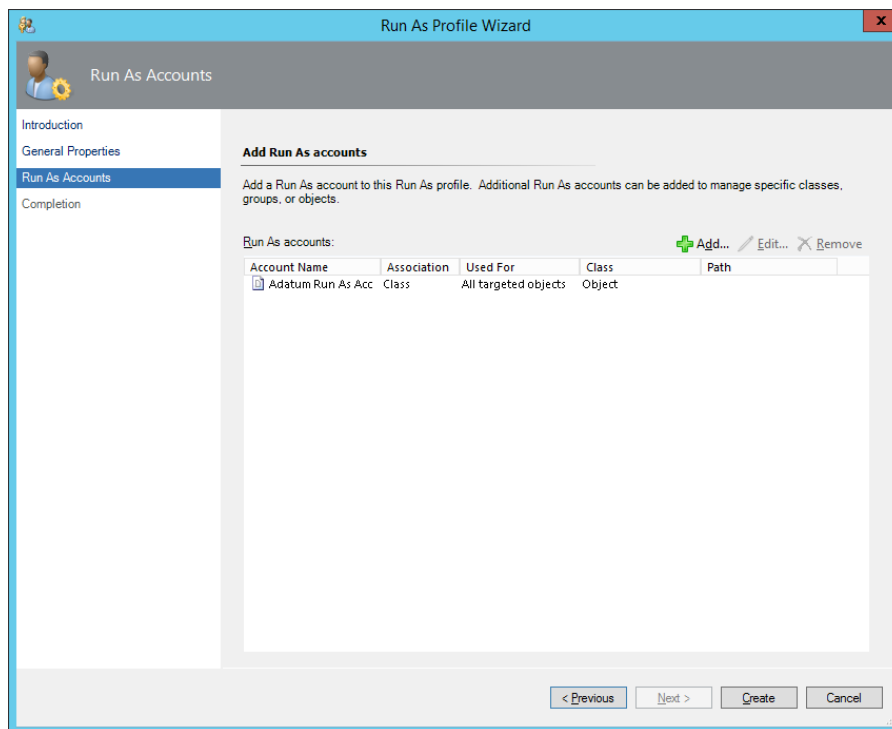 Run As Profile Wizard
x
Run As Accounts
Introduction
General Properties
Run As Accounts
Completion
Add Run As accounts
Add a Run As account to this Run As profile. Additional Run As accounts can be added to manage specific classes,
groups, or objects.
Run As accounts:
Add... Edit... Remove
Account Name Association Used For Class Path
Adatum Run As Acc Class All targeted objects Object
< Previous Next > Create Cancel